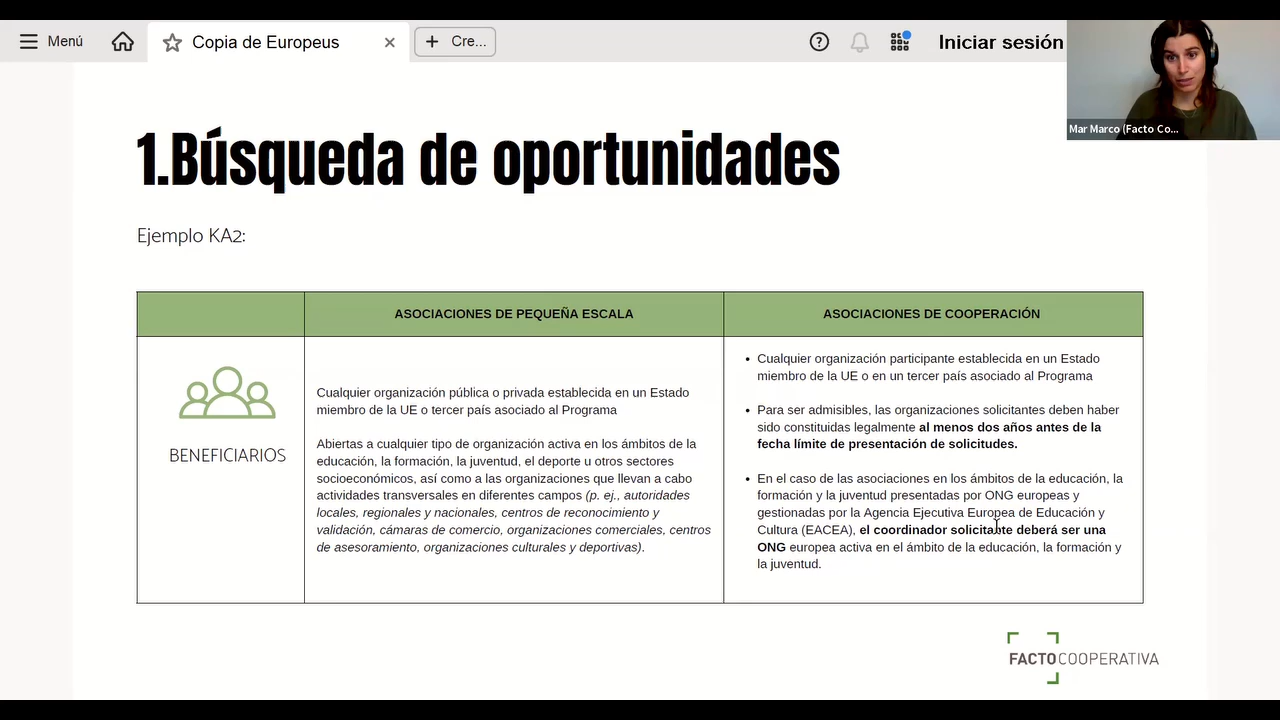 Menú
Copia de Europeus
Cre...
Iniciar sesión
Mar Marco (Facto Co...
1.Búsqueda de oportunidades
Ejemplo KA2:
ASOCIACIONES DE PEQUEÑA ESCALA
ASOCIACIONES DE COOPERACIÓN
BENEFICIARIOS
Cualquier organización pública o privada establecida en un Estado
miembro de la UE o tercer país asociado al Programa
Abiertas a cualquier tipo de organización activa en los ámbitos de la
educación, la formación, la juventud, el deporte u otros sectores
socioeconómicos, así como a las organizaciones que llevan a cabo
actividades transversales en diferentes campos (p. ej., autoridades
locales, regionales y nacionales, centros de reconocimiento y
validación, cámaras de comercio, organizaciones comerciales, centros
de asesoramiento, organizaciones culturales y deportivas).
• Cualquier organización participante establecida en un Estado
miembro de la UE o en un tercer país asociado al Programa
• Para ser admisibles, las organizaciones solicitantes deben haber
sido constituidas legalmente al menos dos años antes de la
fecha límite de presentación de solicitudes.
• En el caso de las asociaciones en los ámbitos de la educación, la
formación y la juventud presentadas por ONG europeas y
gestionadas por la Agencia Ejecutiva Europea de Educación y
Cultura (EACEA), el coordinador solicitante deberá ser una
ONG europea activa en el ámbito de la educación, la formación y
la juventud.
FACTOCOOPERATIVA